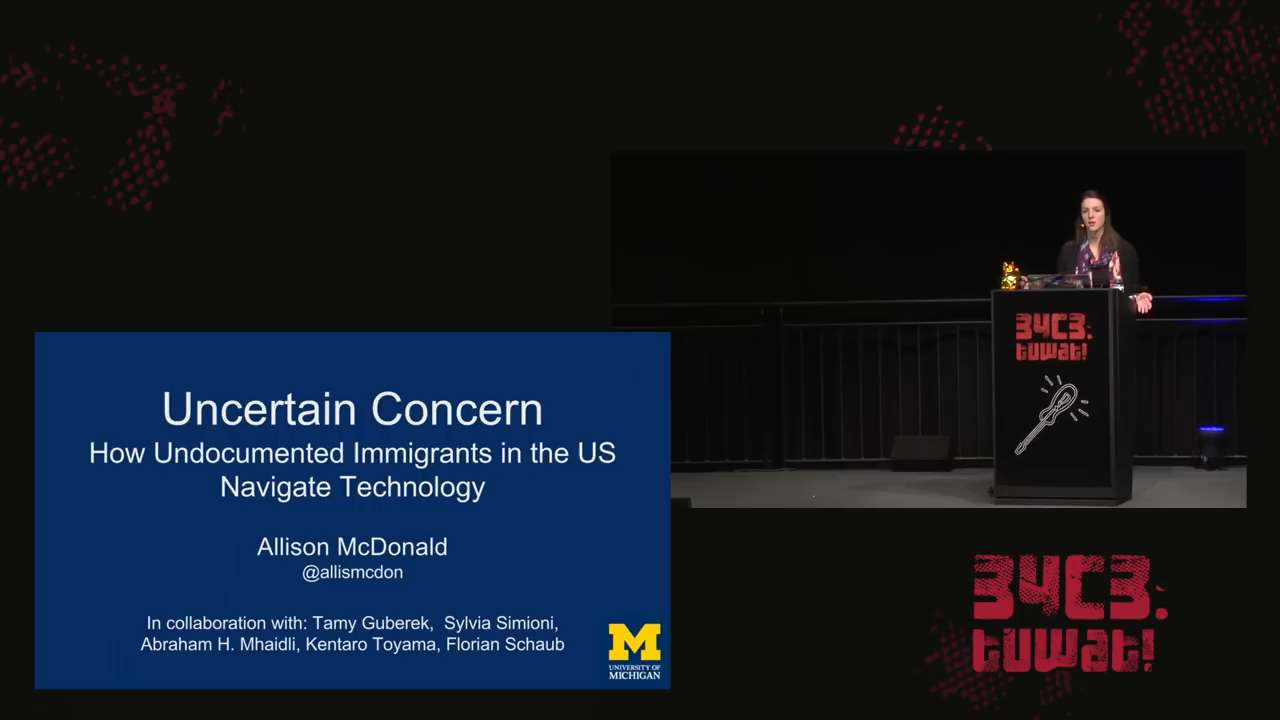 Uncertain Concern
How Undocumented Immigrants in the US
Navigate Technology
Allison McDonald
@allismcdon
In collaboration with: Tamy Guberek, Sylvia Simioni,
Abraham H. Mhaidli, Kentaro Toyama, Florian Schaub
M
UNIVERSITY OF
MICHIGAN
34C3.
tuwat!
34C3.
tuwat!